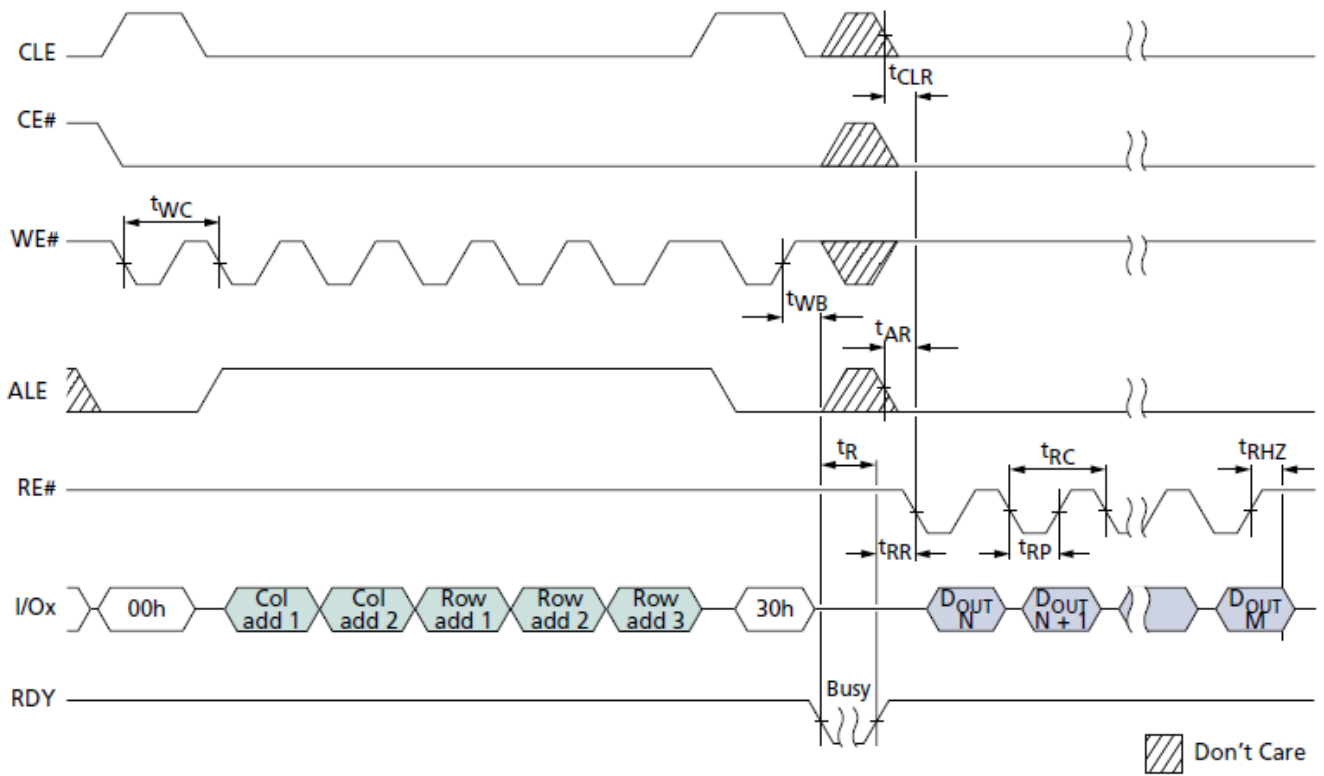 CLE
tCLR
CE#
tWC
WE#
tWB
tAR
ALE
tR
tRC
tRHZ
RE#
tRR
tRP
I/Ox
00h
Col
add 1
Col
add 2
Row
add 1
Row
add 2
Row
add 3
30h
DOUT
N
DOUT
N + 1
DOUT
M
RDY
Busy
Don't Care